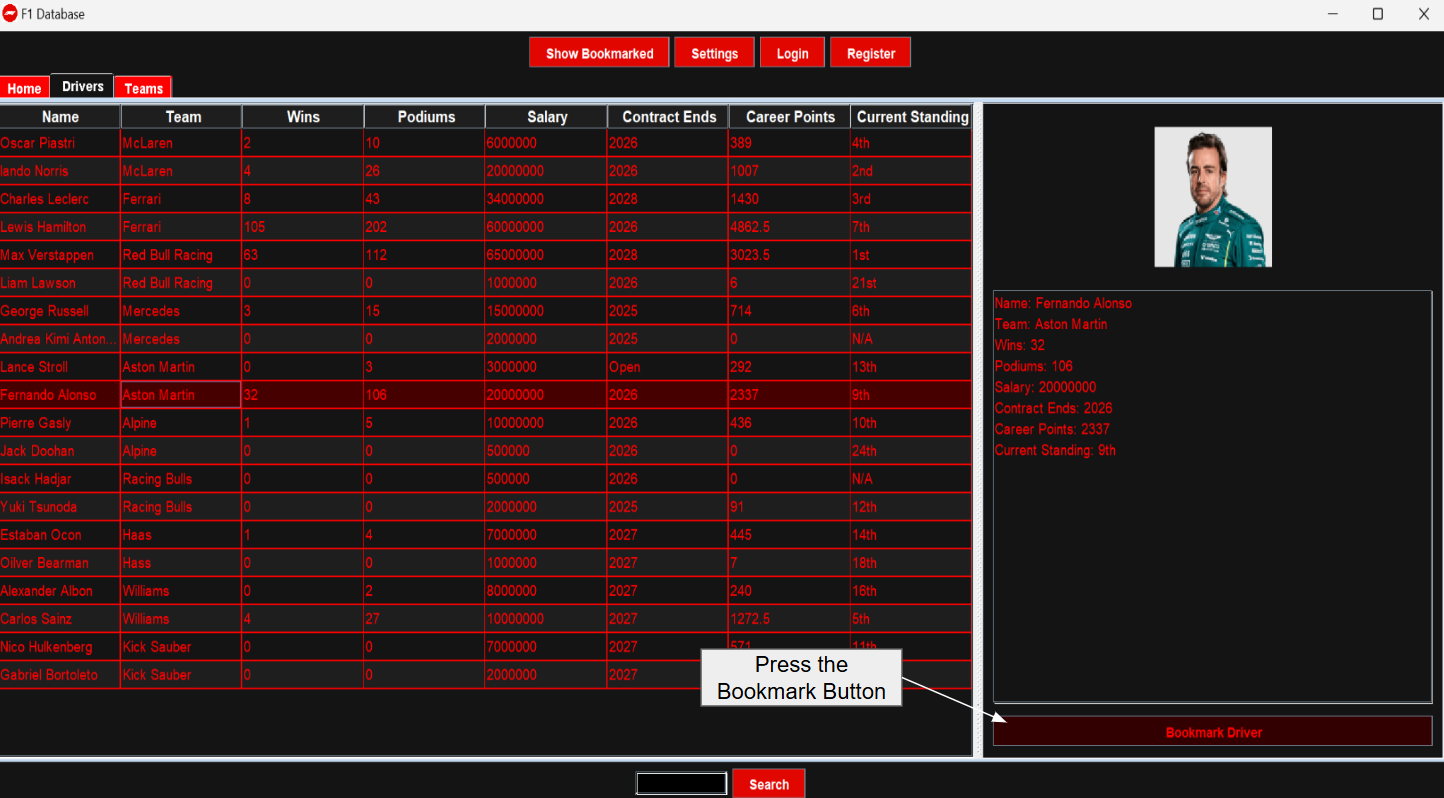 F1 Database
Show Bookmarked Settings Login Register
Home Drivers Teams
Name Team Wins Podiums Salary Contract Ends Career Points Current Standing
Oscar Piastri McLaren 2 10 6000000 2026 389 4th
lando Norris McLaren 4 26 20000000 2026 1007 2nd
Charles Leclerc Ferrari 8 43 34000000 2028 1430 3rd
Lewis Hamilton Ferrari 105 202 60000000 2026 4862.5 7th
Max Verstappen Red Bull Racing 63 112 65000000 2028 3023.5 1st
Liam Lawson Red Bull Racing 0 0 1000000 2026 6 21st
George Russell Mercedes 3 15 15000000 2025 714 6th
Andrea Kimi Anton... Mercedes 0 0 2000000 2025 0 N/A
Lance Stroll Aston Martin 0 3 3000000 Open 292 13th
Fernando Alonso Aston Martin 32 106 20000000 2026 2337 9th
Pierre Gasly Alpine 1 5 10000000 2026 436 10th
Jack Doohan Alpine 0 0 500000 2026 0 24th
Isack Hadjar Racing Bulls 0 0 500000 2026 0 N/A
Yuki Tsunoda Racing Bulls 0 0 2000000 2025 91 12th
Estaban Ocon Haas 1 4 7000000 2027 445 14th
Oilver Bearman Hass 0 0 1000000 2027 7 18th
Alexander Albon Williams 0 2 8000000 2027 240 16th
Carlos Sainz Williams 4 27 10000000 2027 1272.5 5th
Nico Hulkenberg Kick Sauber 0 0 7000000 2027 571 11th
Gabriel Bortoleto Kick Sauber 0 0 2000000 2027
Name: Fernando Alonso
Team: Aston Martin
Wins: 32
Podiums: 106
Salary: 20000000
Contract Ends: 2026
Career Points: 2337
Current Standing: 9th
Press the
Bookmark Button
Bookmark Driver
Search